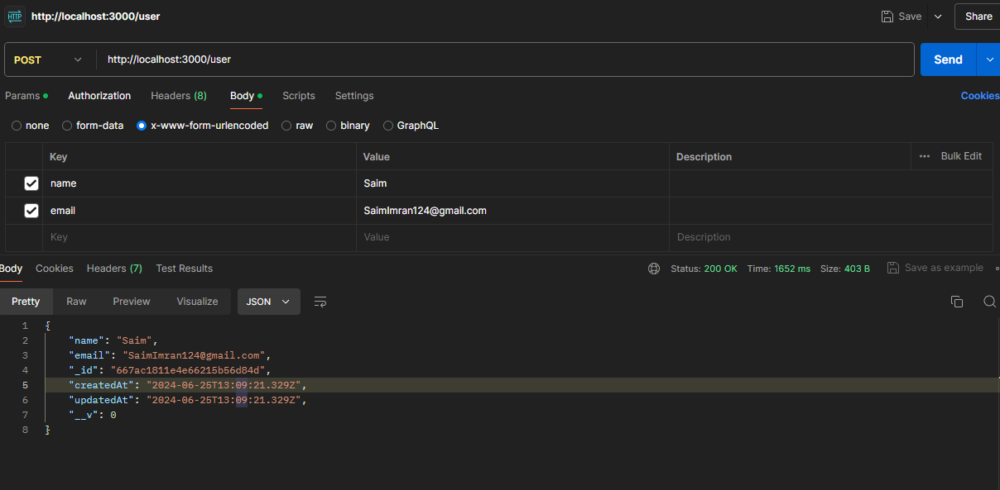 HTTP http://localhost:3000/user Save Share
POST http://localhost:3000/user Send
Params Authorization Headers (8) Body Scripts Settings Cookies
none form-data x-www-form-urlencoded raw binary GraphQL
Key Value Description ••• Bulk Edit
name Saim
email SaimImran124@gmail.com
Key Value Description
Body Cookies Headers (7) Test Results Status: 200 OK Time: 1652 ms Size: 403 B Save as example
Pretty Raw Preview Visualize JSON
1 {
2 "name": "Saim",
3 "email": "SaimImran124@gmail.com",
4 "_id": "667ac1811e4e66215b56d84d",
5 "createdAt": "2024-06-25T13:09:21.329Z",
6 "updatedAt": "2024-06-25T13:09:21.329Z",
7 "__v": 0
8 }